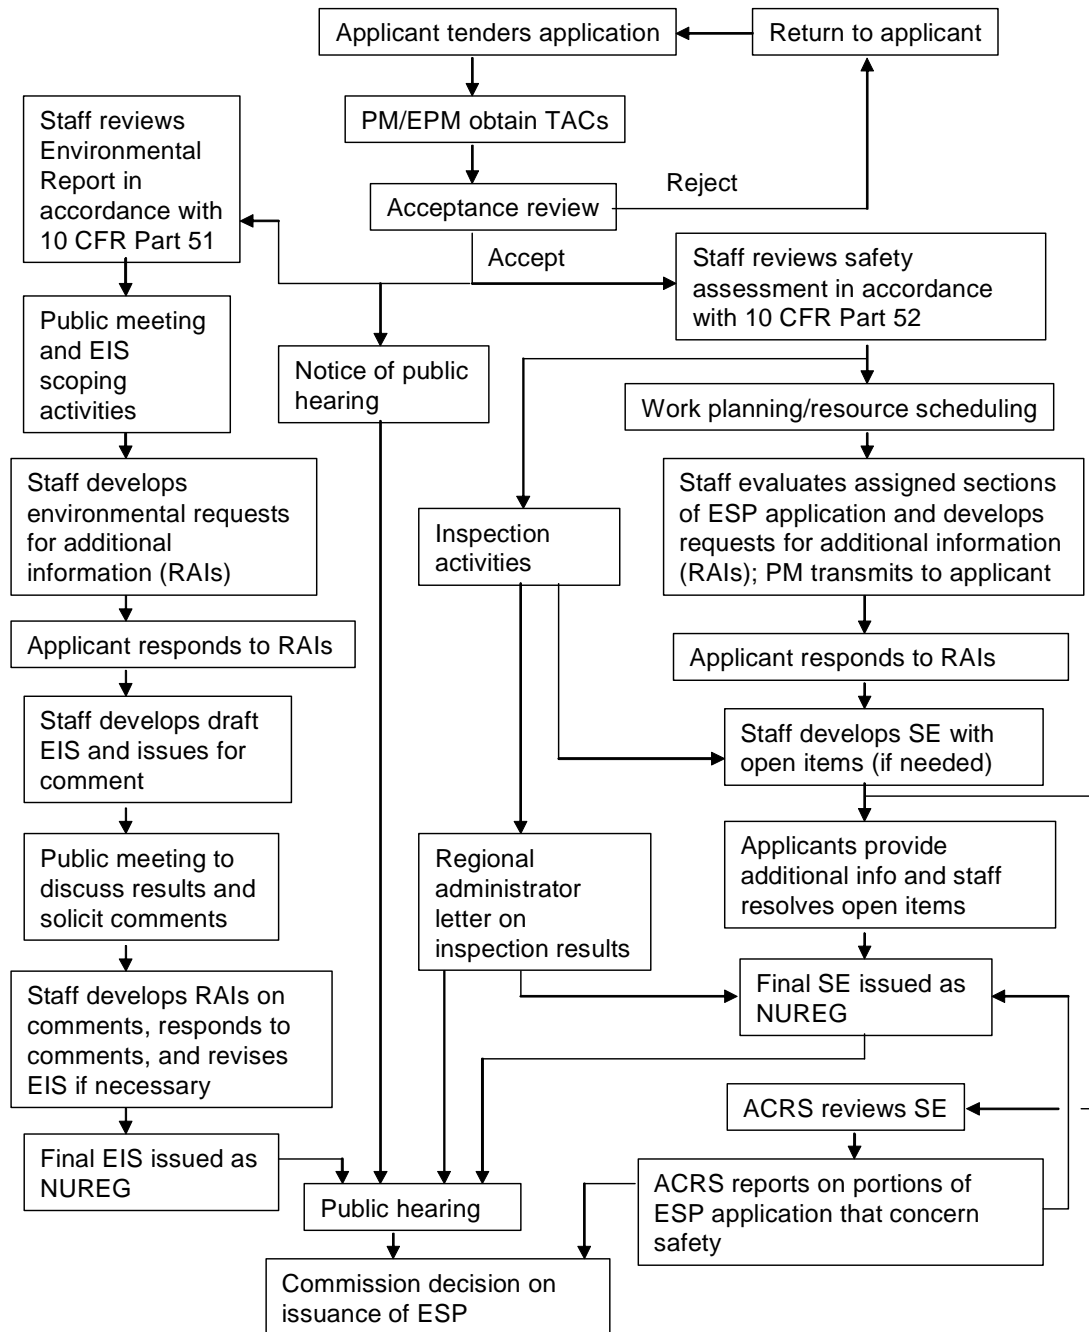 Applicant tenders application
Return to applicant
PM/EPM obtain TACs
Staff reviews
Environmental
Report in
accordance with
10 CFR Part 51
Reject
Acceptance review
Accept
Staff reviews safety
assessment in accordance
with 10 CFR Part 52
Public meeting
and EIS
scoping
activities
Notice of public
hearing
Work planning/resource scheduling
Staff develops
environmental requests
for additional
information (RAIs)
Inspection
activities
Staff evaluates assigned sections
of ESP application and develops
requests for additional information
(RAIs); PM transmits to applicant
Applicant responds to RAIs
Applicant responds to RAIs
Staff develops draft
EIS and issues for
comment
Staff develops SE with
open items (if needed)
Public meeting to
discuss results and
solicit comments
Regional
administrator
letter on
inspection results
Applicants provide
additional info and staff
resolves open items
Staff develops RAIs on
comments, responds to
comments, and revises
EIS if necessary
Final SE issued as
NUREG
ACRS reviews SE
Final EIS issued as
NUREG
Public hearing
ACRS reports on portions of
ESP application that concern
safety
Commission decision on
issuance of ESP